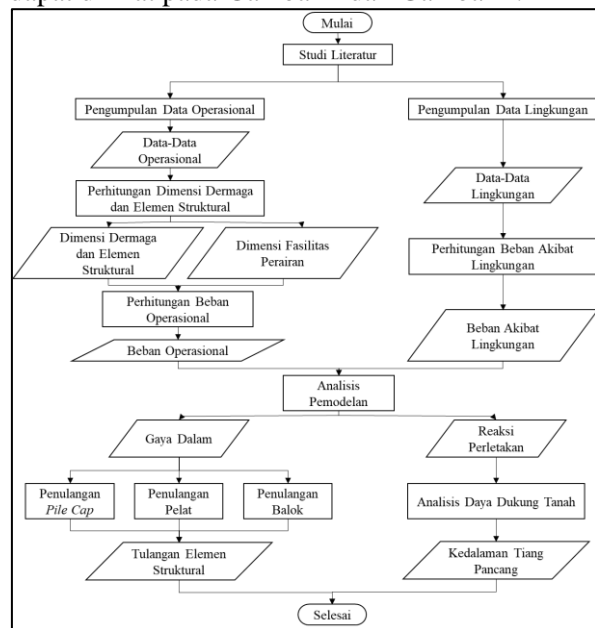 Mulai
Studi Literatur
Pengumpulan Data Operasional
Pengumpulan Data Lingkungan
Data-Data
Operasional
Data-Data
Lingkungan
Perhitungan Dimensi Dermaga
dan Elemen Struktural
Dimensi Dermaga
dan Elemen
Struktural
Dimensi Fasilitas
Perairan
Perhitungan Beban Akibat
Lingkungan
Perhitungan Beban
Operasional
Beban Operasional
Beban Akibat
Lingkungan
Analisis
Pemodelan
Gaya Dalam
Reaksi
Perletakan
Penulangan
Pile Cap
Penulangan
Pelat
Penulangan
Balok
Analisis Daya Dukung Tanah
Tulangan Elemen
Struktural
Kedalaman Tiang
Pancang
Selesai